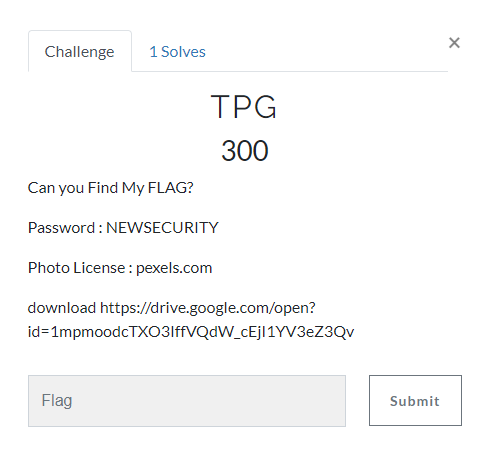 Challenge
1 Solves
×
TPG
300
Can you Find My FLAG?
Password : NEWSECURITY
Photo License : pexels.com
download https://drive.google.com/open?
id=1mpmoodcTXO3IffVQdW_cEjI1YV3eZ3Qv
Flag
Submit